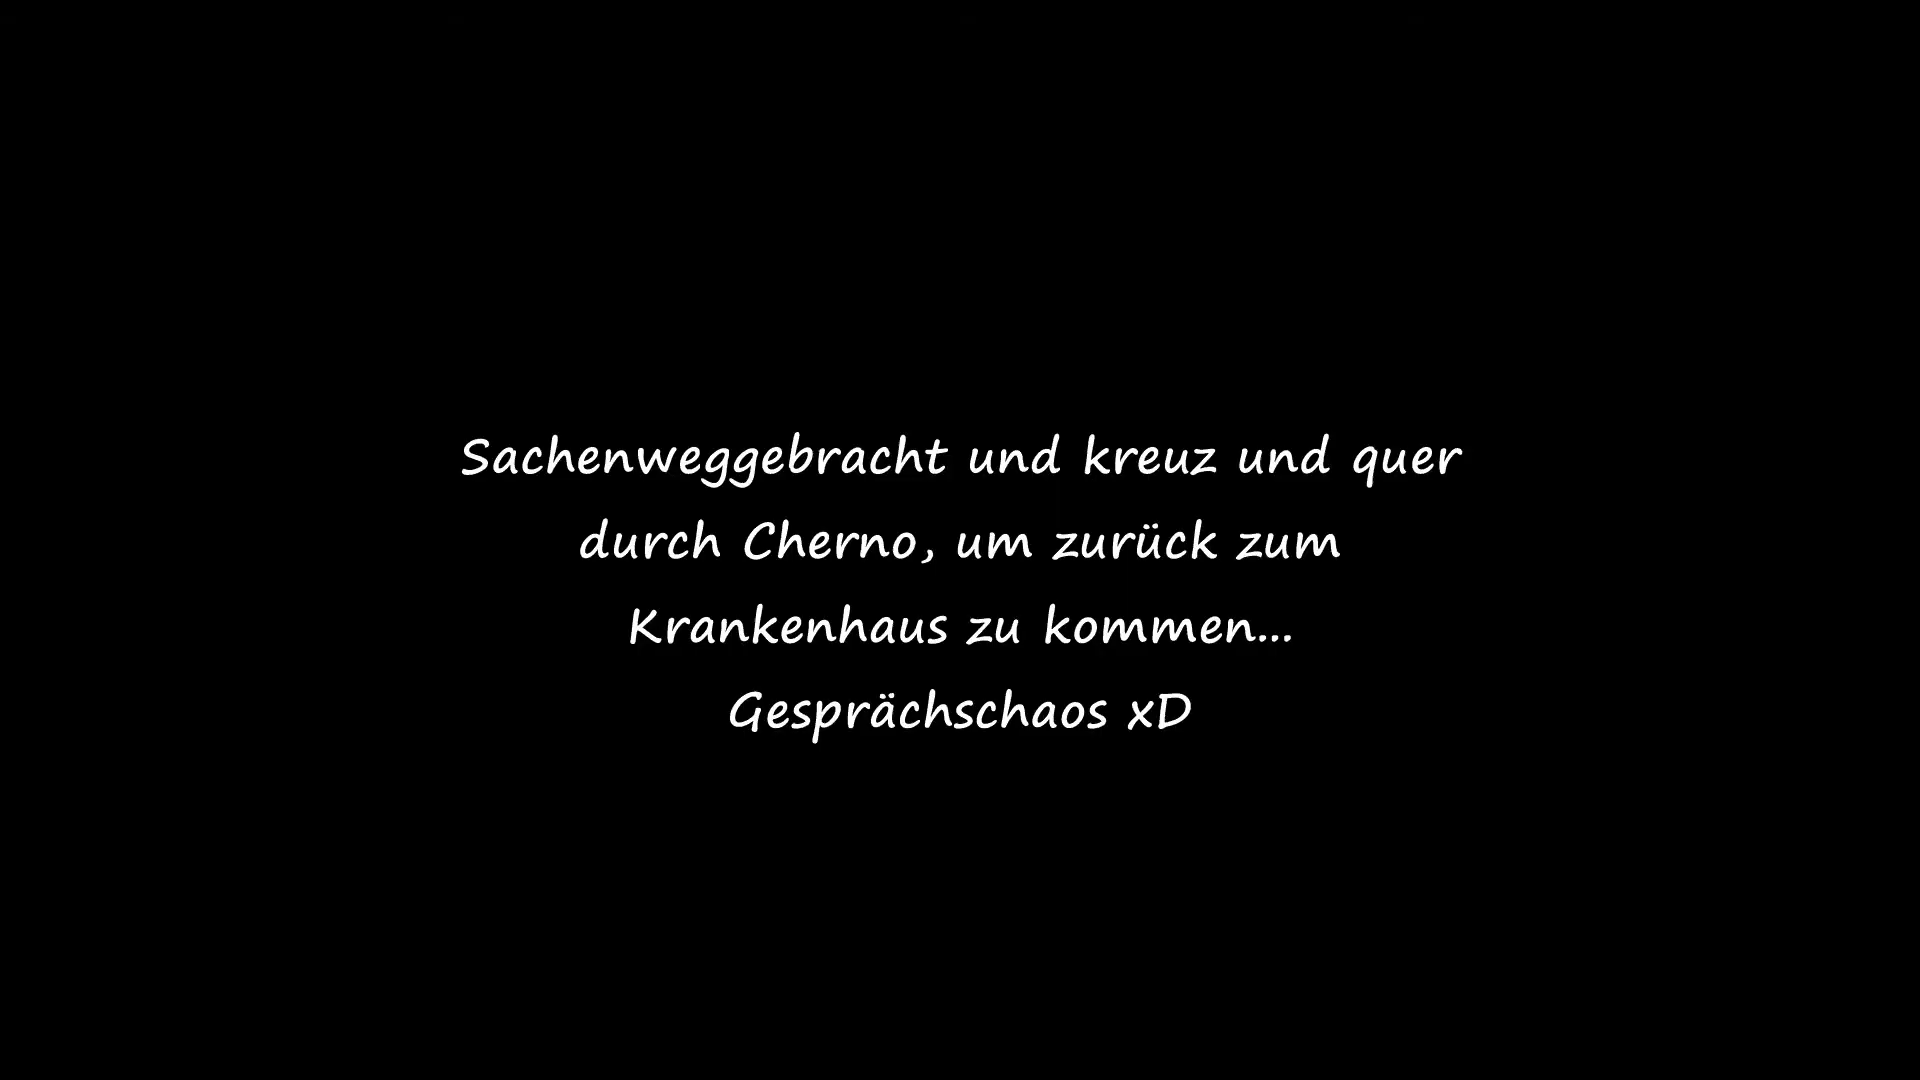 Sachenweggebracht und kreuz und quer
durch Cherno, um zurück zum
Krankenhaus zu kommen...
Gesprächschaos xD